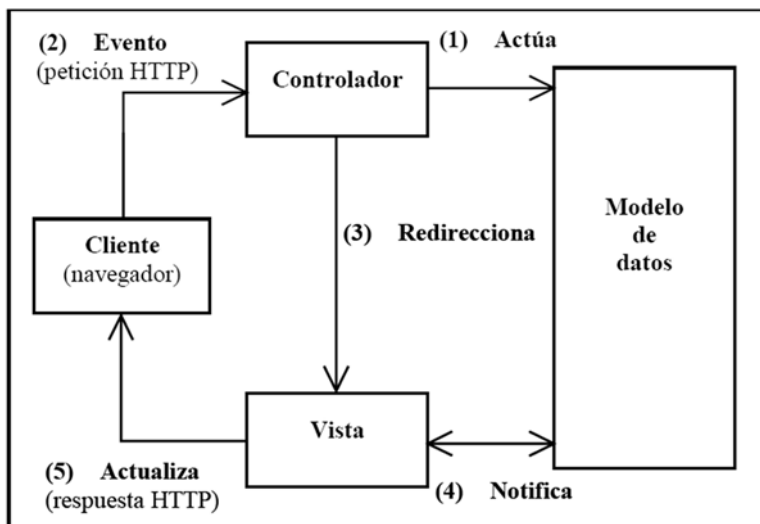 (2) Evento
(petición HTTP)
(1) Actúa
Controlador
Modelo
de
datos
(3) Redirecciona
Cliente
(navegador)
Vista
(5) Actualiza
(respuesta HTTP)
(4) Notifica